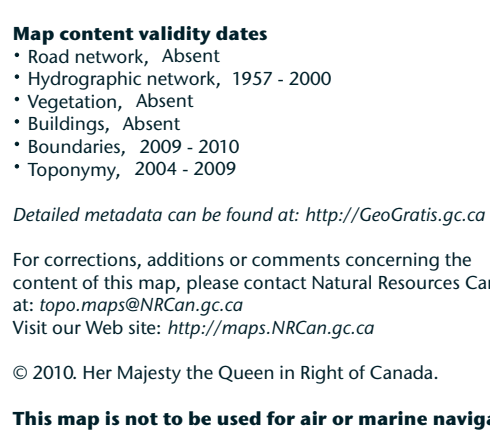 Map content validity dates
• Road network, Absent
• Hydrographic network, 1957 - 2000
• Vegetation, Absent
• Buildings, Absent
• Boundaries, 2009 - 2010
• Toponymy, 2004 - 2009
Detailed metadata can be found at: http://GeoGratis.gc.ca
For corrections, additions or comments concerning the
content of this map, please contact Natural Resources
at: topo.maps@NRCan.gc.ca
Visit our Web site: http://maps.NRCan.gc.ca
© 2010. Her Majesty the Queen in Right of Canada.
This map is not to be used for air or marine